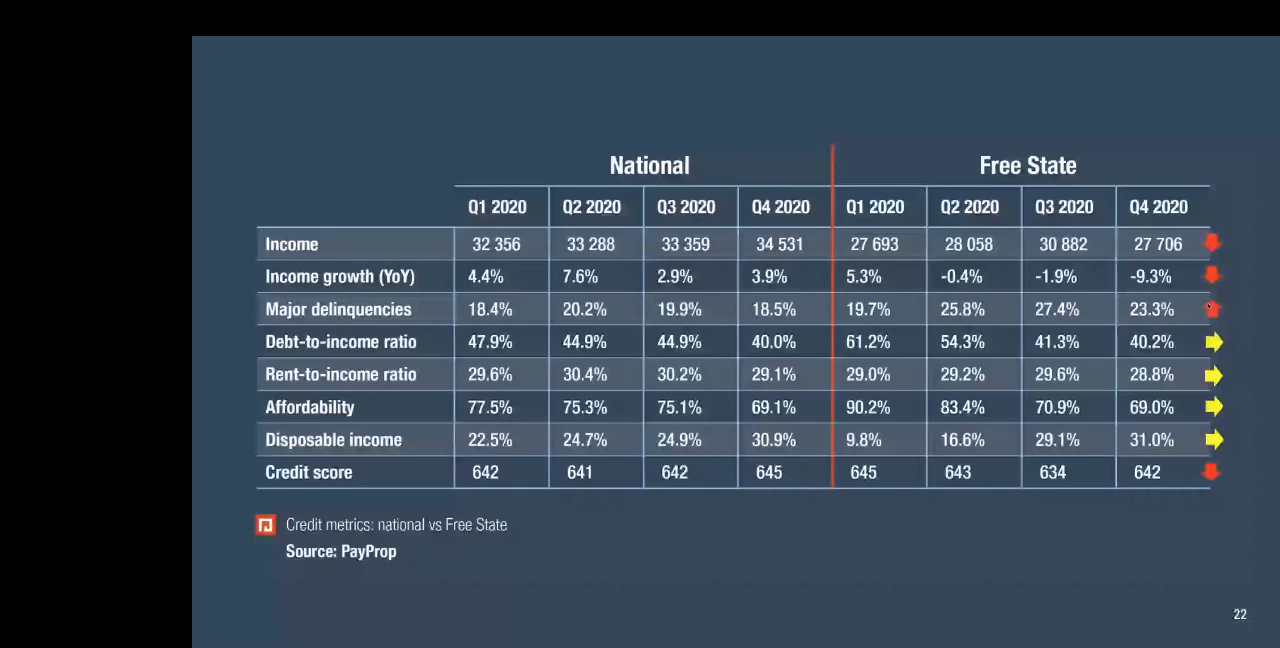 National Free State
Q1 2020 Q2 2020 Q3 2020 Q4 2020 Q1 2020 Q2 2020 Q3 2020 Q4 2020
Income 32 356 33 288 33 359 34 531 27 693 28 058 30 882 27 706
Income growth (YoY) 4.4% 7.6% 2.9% 3.9% 5.3% -0.4% -1.9% -9.3%
Major delinquencies 18.4% 20.2% 19.9% 18.5% 19.7% 25.8% 27.4% 23.3%
Debt-to-income ratio 47.9% 44.9% 44.9% 40.0% 61.2% 54.3% 41.3% 40.2%
Rent-to-income ratio 29.6% 30.4% 30.2% 29.1% 29.0% 29.2% 29.6% 28.8%
Affordability 77.5% 75.3% 75.1% 69.1% 90.2% 83.4% 70.9% 69.0%
Disposable income 22.5% 24.7% 24.9% 30.9% 9.8% 16.6% 29.1% 31.0%
Credit score 642 641 642 645 645 643 634 642
Credit metrics: national vs Free State
Source: PayProp
22